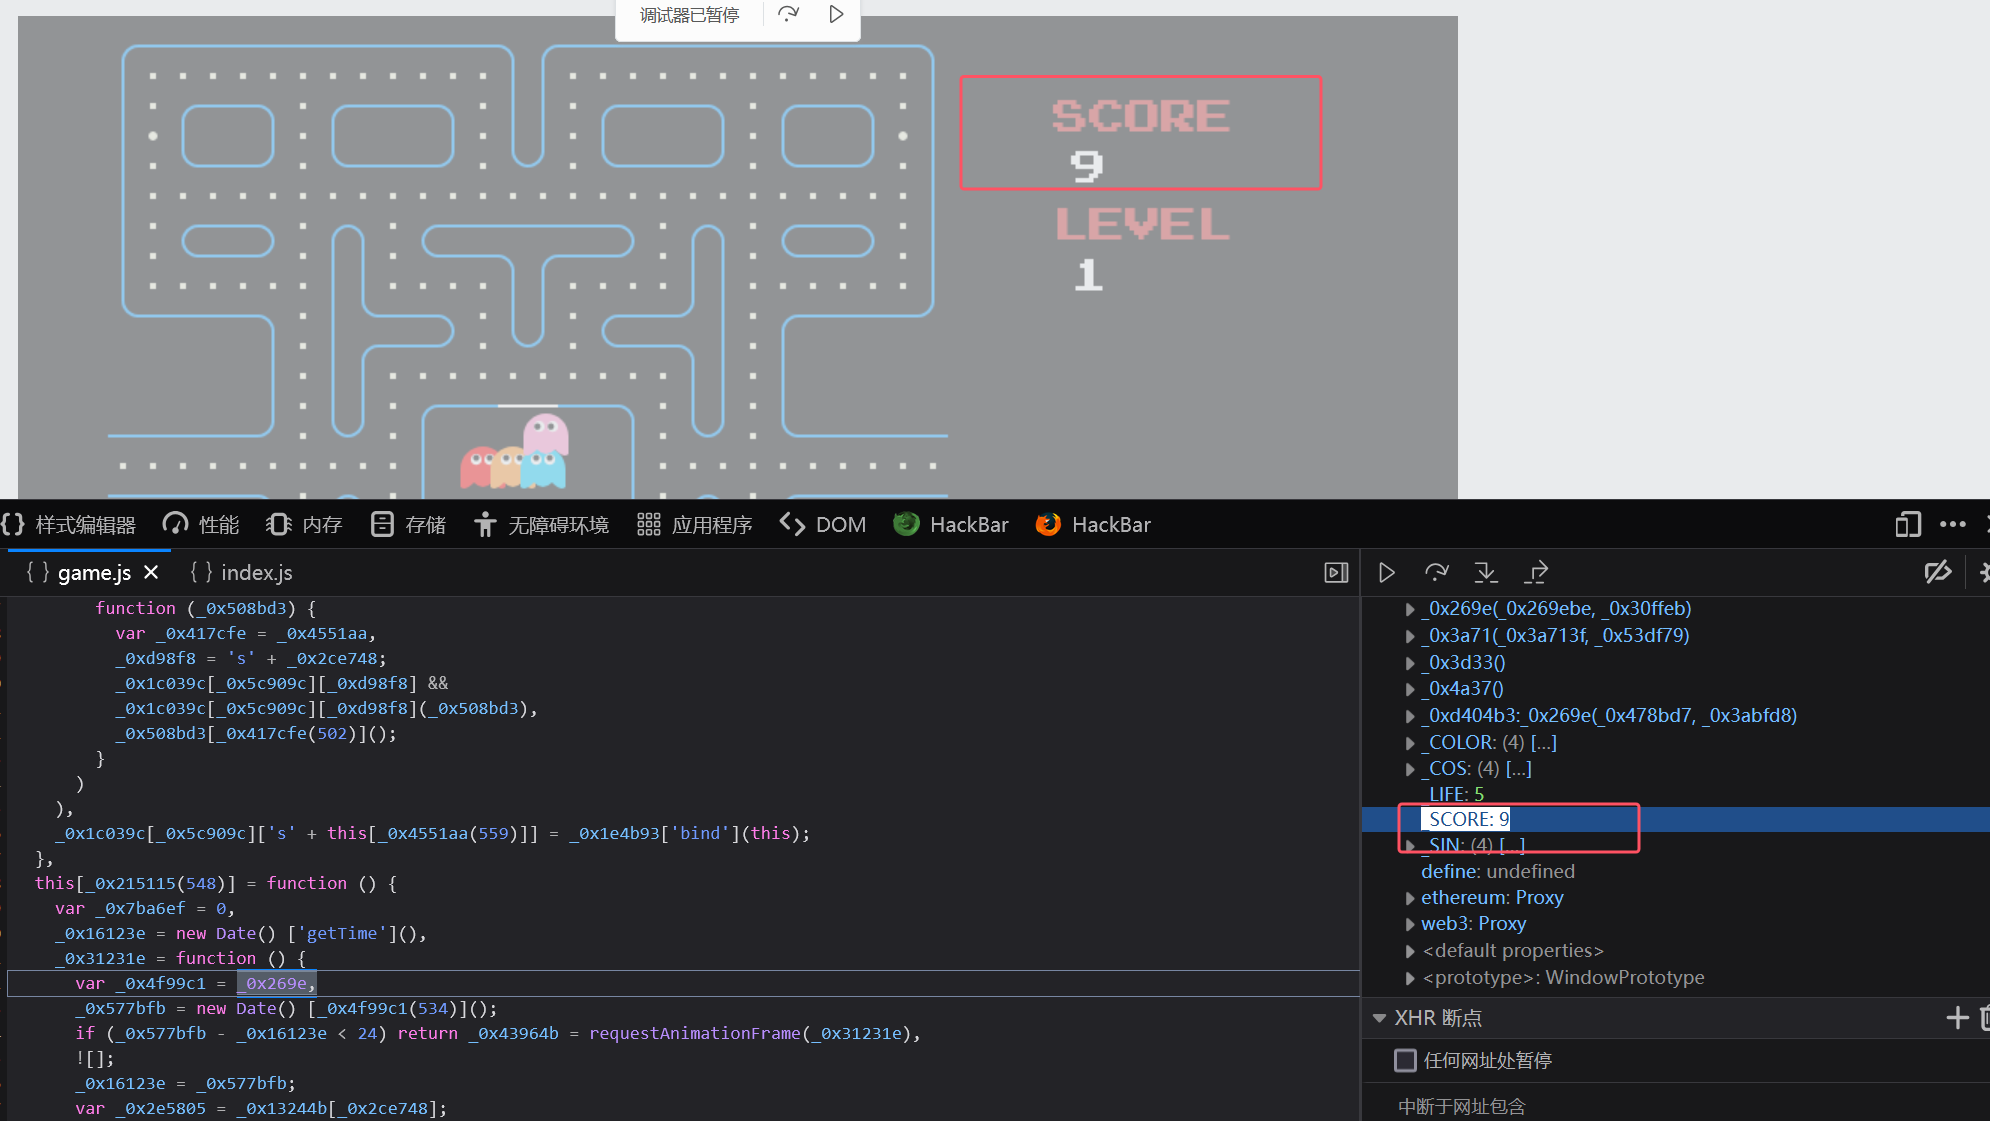 调试器已暂停
SCORE
9
LEVEL
1
样式编辑器 性能 内存 存储 无障碍环境 应用程序 DOM HackBar HackBar
game.js index.js
function (_0x508bd3) {
var _0x417cfe = _0x4551aa,
_0xd98f8 = 's' + _0x2ce748;
_0x1c039c[_0x5c909c][_0xd98f8] &&
_0x1c039c[_0x5c909c][_0xd98f8](_0x508bd3),
_0x508bd3[_0x417cfe(502)]();
}
)
),
_0x1c039c[_0x5c909c]['s' + this[_0x4551aa(559)]] = _0x1e4b93['bind'](this);
},
this[_0x215115(548)] = function () {
var _0x7ba6ef = 0,
_0x16123e = new Date() ['getTime'](),
_0x31231e = function () {
var _0x4f99c1 = _0x269e,
_0x577bfb = new Date() [_0x4f99c1(534)]();
if (_0x577bfb - _0x16123e < 24) return _0x43964b = requestAnimationFrame(_0x31231e),
![];
_0x16123e = _0x577bfb;
var _0x2e5805 = _0x13244b[_0x2ce748];
_0x269e(_0x269ebe, _0x30ffeb)
_0x3a71(_0x3a713f, _0x53df79)
_0x3d33()
_0x4a37()
_0xd404b3:_0x269e(_0x478bd7, _0x3abfd8)
_COLOR: (4) […]
_COS: (4) […]
_LIFE: 5
_SCORE: 9
_SIN: (4) […]
define: undefined
ethereum: Proxy
web3: Proxy
<default properties>
<prototype>: WindowPrototype
XHR 断点
任何网址处暂停
中断于网址包含